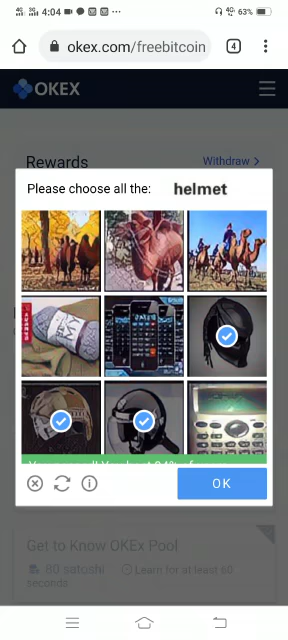 4:04
63%
okex.com/freebitcoin
4
OKEX
Rewards
Withdraw >
Please choose all the: helmet
OK
Get to Know OKEx Pool
80 satoshi
Learn for at least 60
seconds